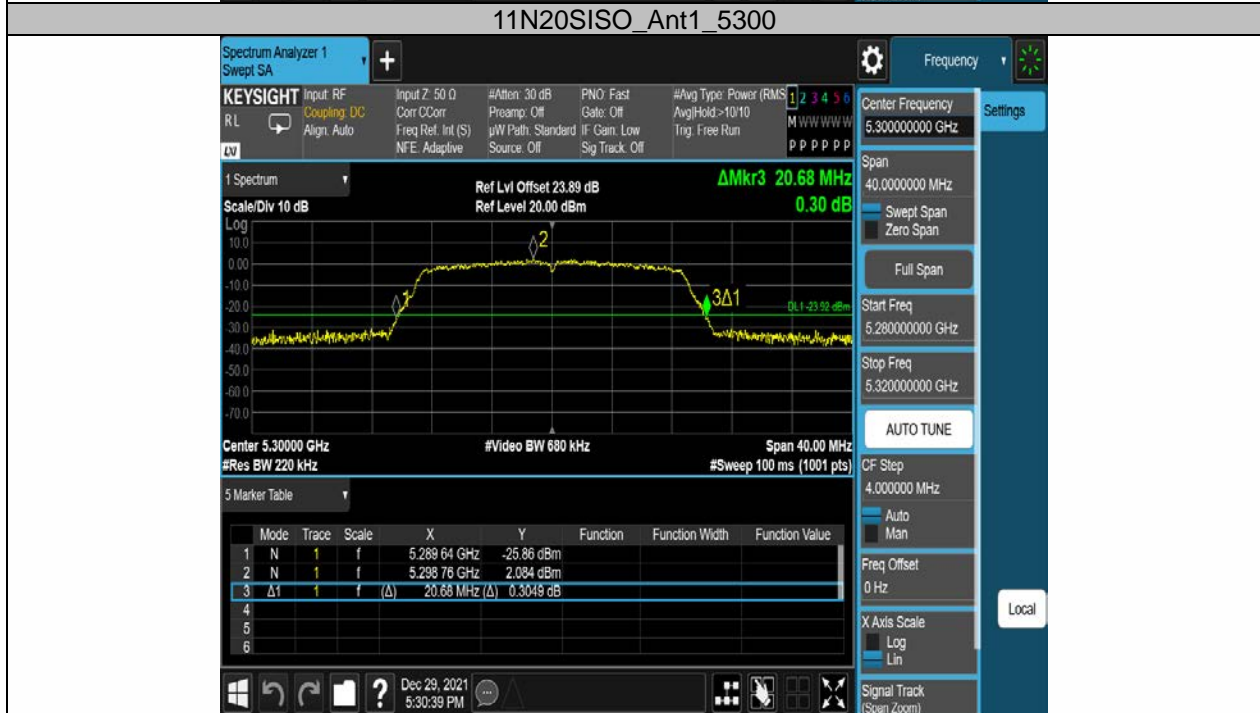 11N20SISO_Ant1_5300
Spectrum Analyzer 1
Swept SA
+
Frequency
KEYSIGHT
RL
LXI
Input: RF
Coupling: DC
Align: Auto
Input Z: 50 Ω
Corr CCorr
Freq Ref: Int (S)
NFE: Adaptive
#Atten: 30 dB
Preamp: Off
µW Path: Standard
Source: Off
PNO: Fast
Gate: Off
IF Gain: Low
Sig Track: Off
#Avg Type: Power (RMS
Avg|Hold:>10/10
Trig: Free Run
1 2 3 4 5 6
M W W W W W
P P P P P P
Center Frequency
5.300000000 GHz
Settings
Span
40.0000000 MHz
Swept Span
Zero Span
Full Span
Start Freq
5.280000000 GHz
Stop Freq
5.320000000 GHz
AUTO TUNE
CF Step
4.000000 MHz
Auto
Man
Freq Offset
0 Hz
X Axis Scale
Log
Lin
Signal Track
(Span Zoom)
Local
1 Spectrum
Scale/Div 10 dB
Ref Lvl Offset 23.89 dB
Ref Level 20.00 dBm
ΔMkr3 20.68 MHz
0.30 dB
Log
10.0
0.00
-10.0
-20.0
-30.0
-40.0
-50.0
-60.0
-70.0
1
2
3Δ1
DL1 -23.92 dBm
Center 5.30000 GHz
#Video BW 680 kHz
Span 40.00 MHz
#Res BW 220 kHz
#Sweep 100 ms (1001 pts)
5 Marker Table
Mode Trace Scale X Y Function Function Width Function Value
1 N 1 f 5.289 64 GHz -25.86 dBm
2 N 1 f 5.298 76 GHz 2.084 dBm
3 Δ1 1 f (Δ) 20.68 MHz (Δ) 0.3049 dB
4
5
6
?
Dec 29, 2021
5:30:39 PM